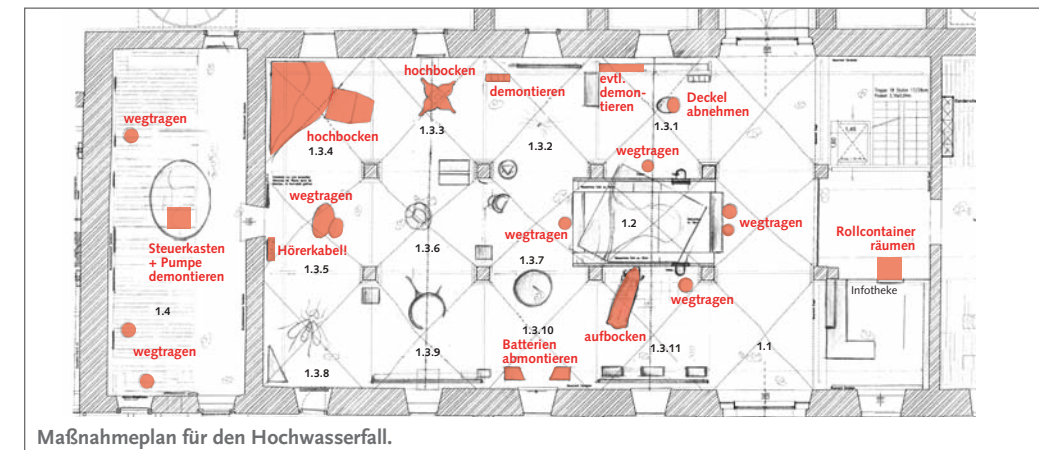 hochbocken
demontieren
evtl.
demon-
tieren
Deckel
abnehmen
wegtragen
hochbocken
1.3.3
1.3.1
1.3.4
1.3.2
wegtragen
wegtragen
1.2
wegtragen
wegtragen
Rollcontainer
räumen
Steuerkasten
+ Pumpe
demontieren
Hörerkabel!
1.3.6
1.3.5
1.3.7
Infotheke
wegtragen
1.4
1.3.10
aufbocken
wegtragen
Batterien
abmontieren
1.3.9
1.3.11
1.1
1.3.8
Maßnahmeplan für den Hochwasserfall.